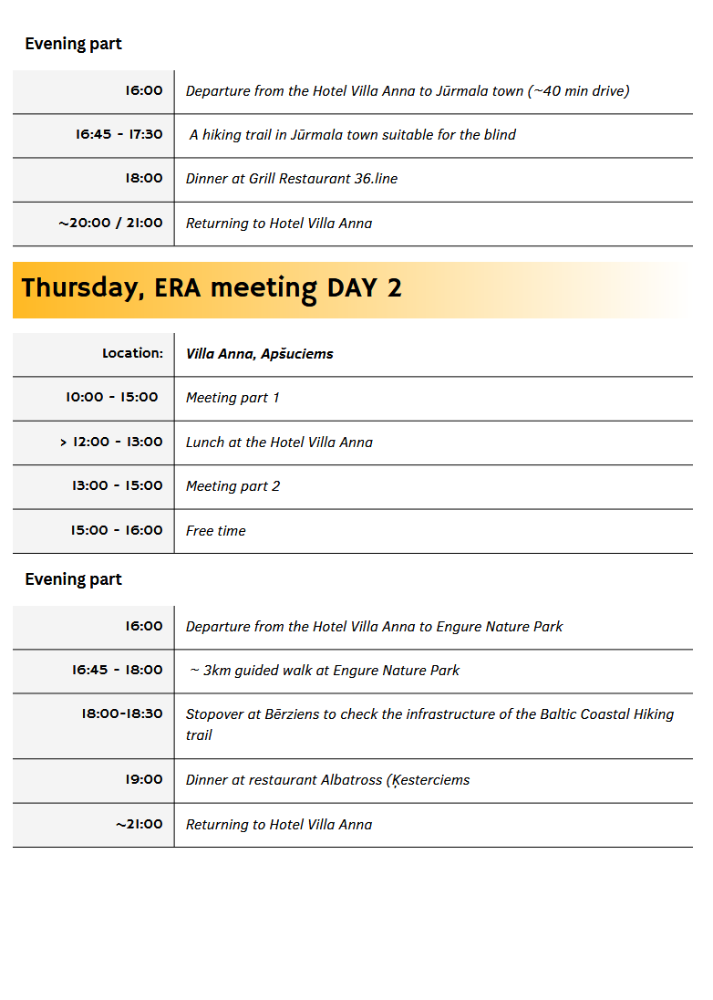 Evening part
16:00 Departure from the Hotel Villa Anna to Jūrmala town (~40 min drive)
16:45 - 17:30 A hiking trail in Jūrmala town suitable for the blind
18:00 Dinner at Grill Restaurant 36.line
~20:00 / 21:00 Returning to Hotel Villa Anna
Thursday, ERA meeting DAY 2
Location: Villa Anna, Apšuciems
10:00 - 15:00 Meeting part 1
> 12:00 - 13:00 Lunch at the Hotel Villa Anna
13:00 - 15:00 Meeting part 2
15:00 - 16:00 Free time
Evening part
16:00 Departure from the Hotel Villa Anna to Engure Nature Park
16:45 - 18:00 ~ 3km guided walk at Engure Nature Park
18:00-18:30 Stopover at Bērziens to check the infrastructure of the Baltic Coastal Hiking
trail
19:00 Dinner at restaurant Albatross (Ķesterciems
~21:00 Returning to Hotel Villa Anna